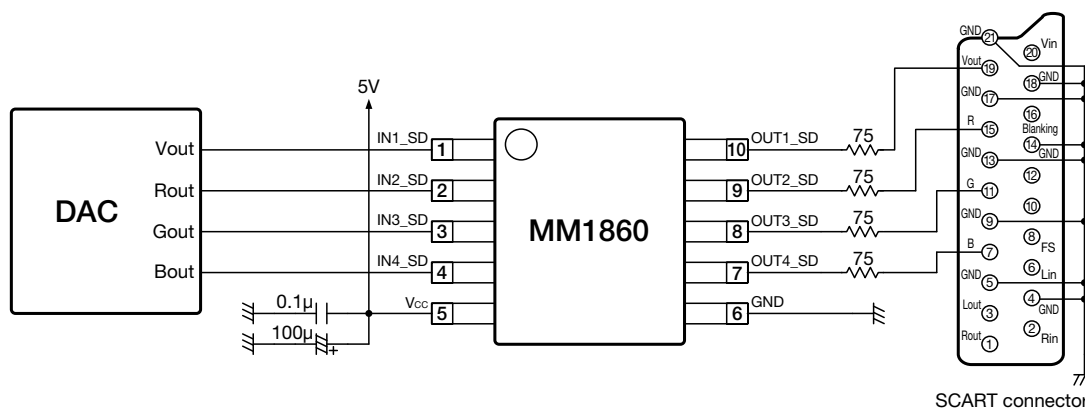 5V
DAC
Vout
Rout
Gout
Bout
IN1_SD
IN2_SD
IN3_SD
IN4_SD
Vcc
0.1μ
100μ
+
1
2
3
4
5
MM1860
10
9
8
7
6
OUT1_SD
OUT2_SD
OUT3_SD
OUT4_SD
GND
75
75
75
75
GND 21
Vin 20
Vout 19
GND 18
GND 17
16 Blanking
R 15
14 GND
GND 13
12
G 11
10
GND 9
8 FS
B 7
6 Lin
GND 5
4 GND
Lout 3
2 Rin
Rout 1
SCART connector